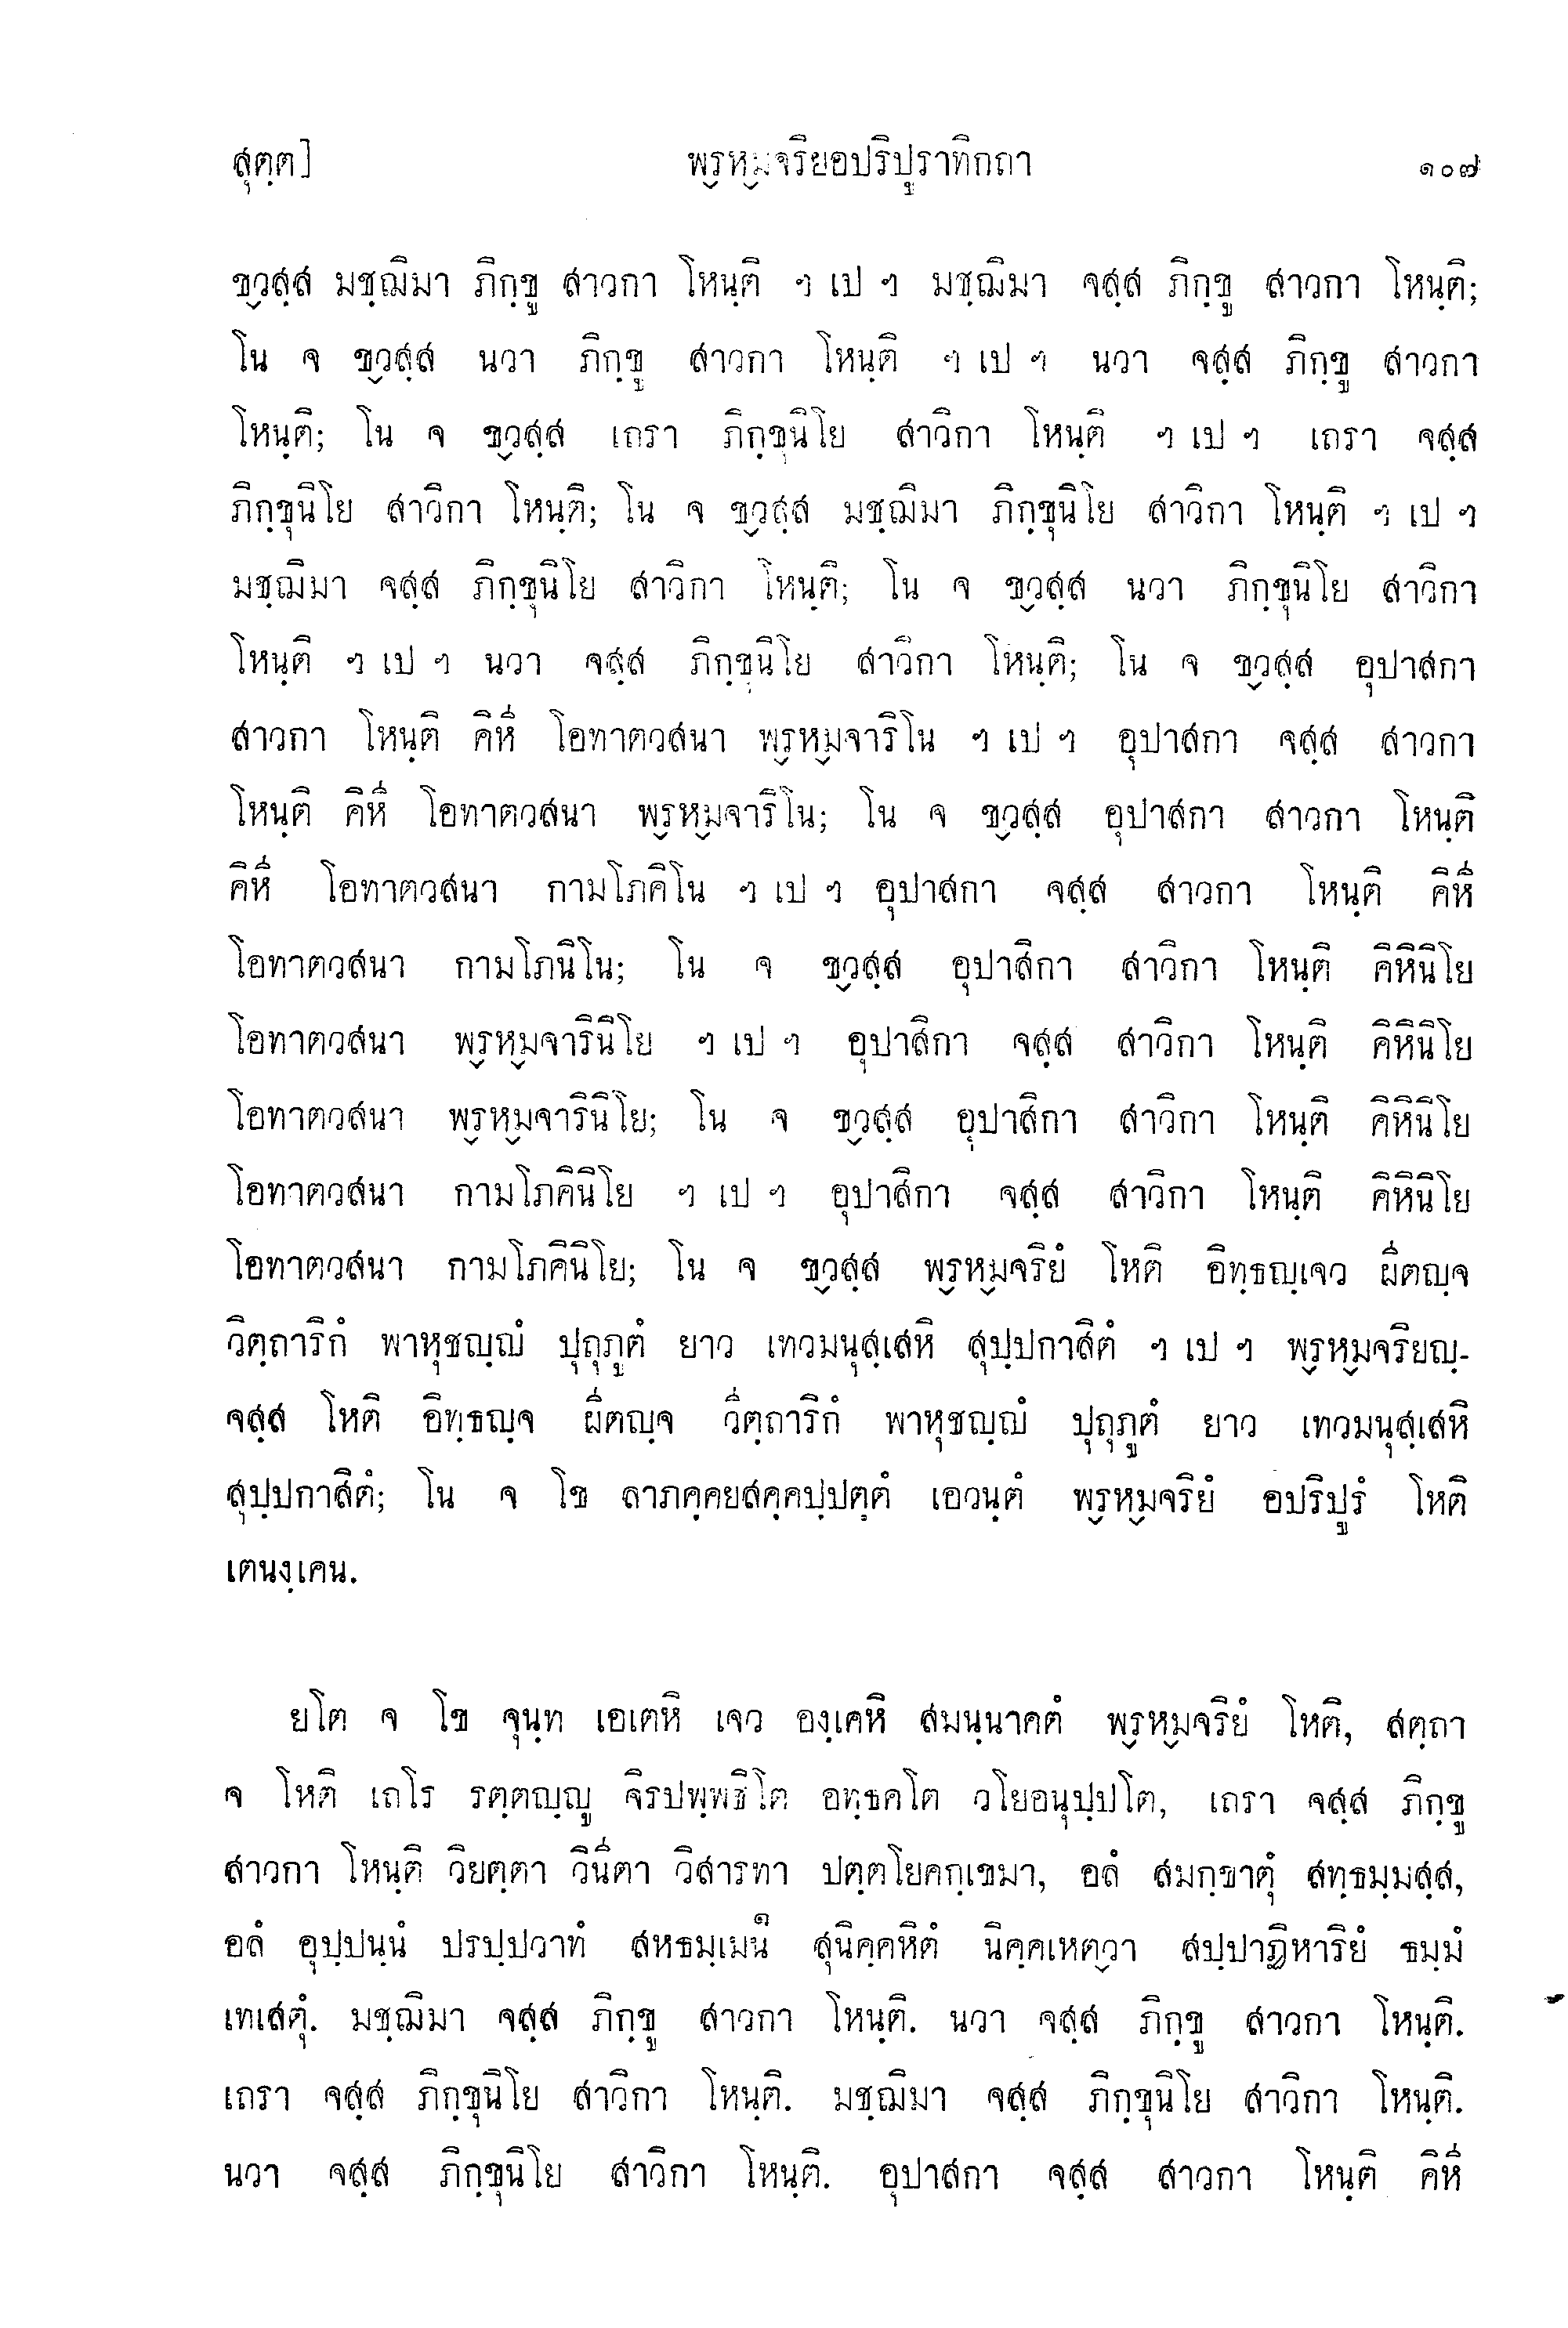 สุตฺต] พฺรหฺมจริยอปริปูราทิกถา ๑๐๗
ขฺวสฺส มชฺฌิมา ภิกฺขู สาวกา โหนฺติ ฯ เป ฯ มชฺฌิมา จสฺส ภิกฺขู สาวกา โหนฺติ;
โน จ ขฺวสฺส นวา ภิกฺขู สาวกา โหนฺติ ฯ เป ฯ นวา จสฺส ภิกฺขู สาวกา
โหนฺติ; โน จ ขฺวสฺส เถรา ภิกฺขุนิโย สาวิกา โหนฺติ ฯ เป ฯ เถรา จสฺส
ภิกฺขุนิโย สาวิกา โหนฺติ; โน จ ขฺวสฺส มชฺฌิมา ภิกฺขุนิโย สาวิกา โหนฺติ ฯ เป ฯ
มชฺฌิมา จสฺส ภิกฺขุนิโย สาวิกา โหนฺติ; โน จ ขฺวสฺส นวา ภิกฺขุนิโย สาวิกา
โหนฺติ ฯ เป ฯ นวา จสฺส ภิกฺขุนิโย สาวิกา โหนฺติ; โน จ ขฺวสฺส อุปาสกา
สาวกา โหนฺติ คิหี โอทาตวสนา พฺรหฺมจาริโน ฯ เป ฯ อุปาสกา จสฺส สาวกา
โหนฺติ คิหี โอทาตวสนา พฺรหฺมจาริโน; โน จ ขฺวสฺส อุปาสกา สาวกา โหนฺติ
คิหี โอทาตวสนา กามโภคิโน ฯ เป ฯ อุปาสกา จสฺส สาวกา โหนฺติ คิหี
โอทาตวสนา กามโภนิโน; โน จ ขฺวสฺส อุปาสิกา สาวิกา โหนฺติ คิหินิโย
โอทาตวสนา พฺรหฺมจารินิโย ฯ เป ฯ อุปาสิกา จสฺส สาวิกา โหนฺติ คิหินิโย
โอทาตวสนา พฺรหฺมจารินิโย; โน จ ขฺวสฺส อุปาสิกา สาวิกา โหนฺติ คิหินิโย
โอทาตวสนา กามโภคินิโย ฯ เป ฯ อุปาสิกา จสฺส สาวิกา โหนฺติ คิหินิโย
โอทาตวสนา กามโภคินิโย; โน จ ขฺวสฺส พฺรหฺมจริยํ โหติ อิทฺธญฺเจว ผีตญฺจ
วิตฺถาริกํ พาหุชญฺญํ ปุถุภูตํ ยาว เทวมนุสฺเสหิ สุปฺปกาสิตํ ฯ เป ฯ พฺรหฺมจริยญฺ-
จสฺส โหติ อิทฺธญฺจ ผีตญฺจ วีตฺถาริกํ พาหุชญฺญํ ปุถุภูตํ ยาว เทวมนุสฺเสหิ
สุปฺปกาสิตํ; โน จ โข ลาภคฺคยสคฺคปฺปตฺตํ เอวนฺตํ พฺรหฺมจริยํ อปริปูรํ โหติ
เตนงฺเคน.
ยโต จ โข จุนฺท เอเตหิ เจว องฺเคหิ สมนฺนาคตํ พฺรหฺมจริยํ โหติ, สตฺถา
จ โหติ เถโร รตฺตญฺญู จิรปพฺพชิโต อทฺธคโต วโยอนุปฺปโต, เถรา จสฺส ภิกฺขู
สาวกา โหนฺติ วิยตฺตา วินีตา วิสารทา ปตฺตโยคกฺเขมา, อลํ สมกฺขาตุํ สทฺธมฺมสฺส,
อลํ อุปฺปนฺนํ ปรปฺปวาทํ สหธมฺเมน๊ สุนิคฺคหิตํ นิคฺคเหตฺวา สปฺปาฏิหาริยํ ธมฺมํ
เทเสตุํ. มชฺฌิมา จสฺส ภิกฺขู สาวกา โหนฺติ. นวา จสฺส ภิกฺขู สาวกา โหนฺติ.
เถรา จสฺส ภิกฺขุนิโย สาวิกา โหนฺติ. มชฺฌิมา จสฺส ภิกฺขุนิโย สาวิกา โหนฺติ.
นวา จสฺส ภิกฺขุนิโย สาวิกา โหนฺติ. อุปาสกา จสฺส สาวกา โหนฺติ คิหี